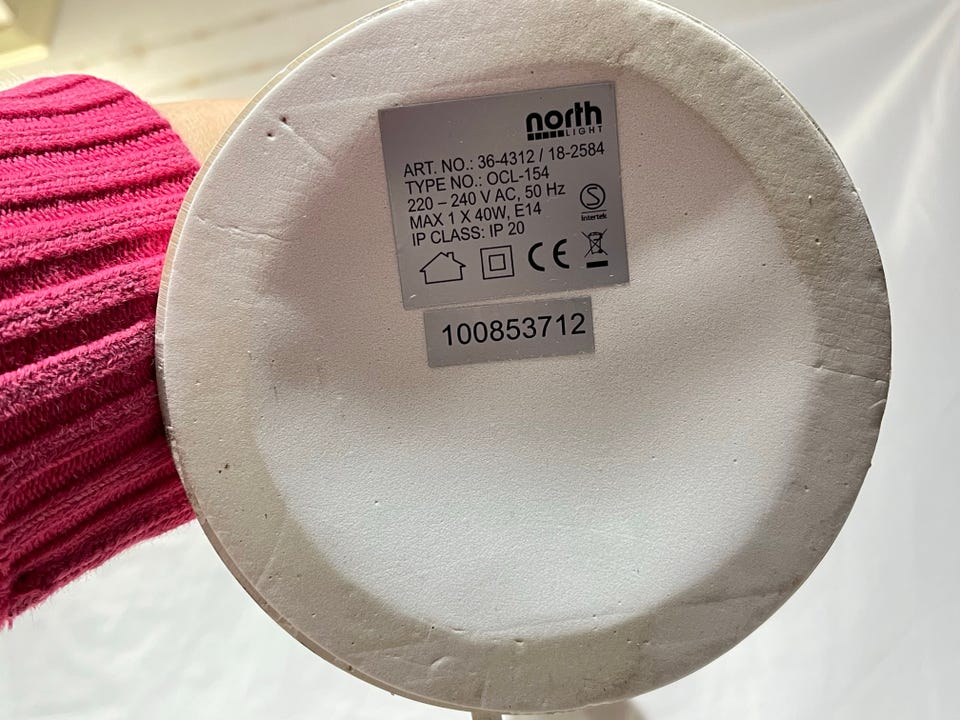 north
LIGHT
ART. NO.: 36-4312 / 18-2584
TYPE NO.: OCL-154
220 – 240 V AC, 50 Hz
MAX 1 X 40W, E14
IP CLASS: IP 20
S
Intertek
CE
100853712